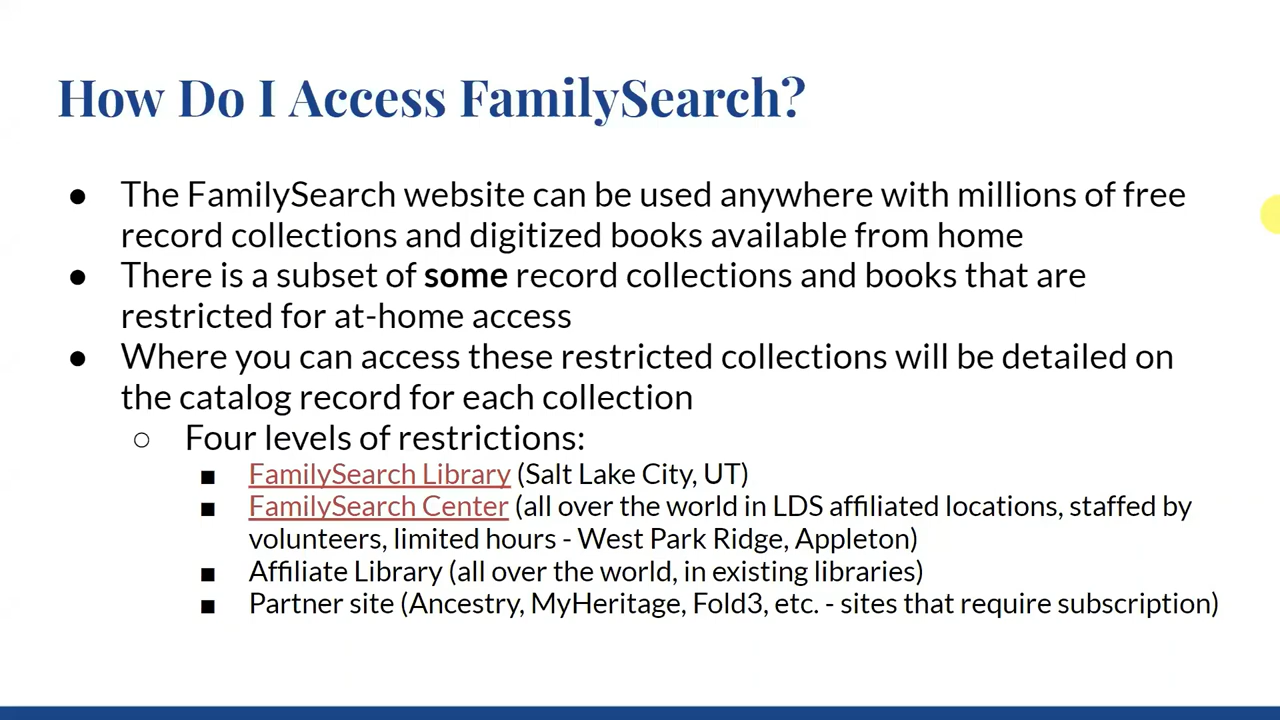 How Do I Access FamilySearch?
● The FamilySearch website can be used anywhere with millions of free
record collections and digitized books available from home
● There is a subset of some record collections and books that are
restricted for at-home access
● Where you can access these restricted collections will be detailed on
the catalog record for each collection
○ Four levels of restrictions:
■ FamilySearch Library (Salt Lake City, UT)
■ FamilySearch Center (all over the world in LDS affiliated locations, staffed by
volunteers, limited hours - West Park Ridge, Appleton)
■ Affiliate Library (all over the world, in existing libraries)
■ Partner site (Ancestry, MyHeritage, Fold3, etc. - sites that require subscription)